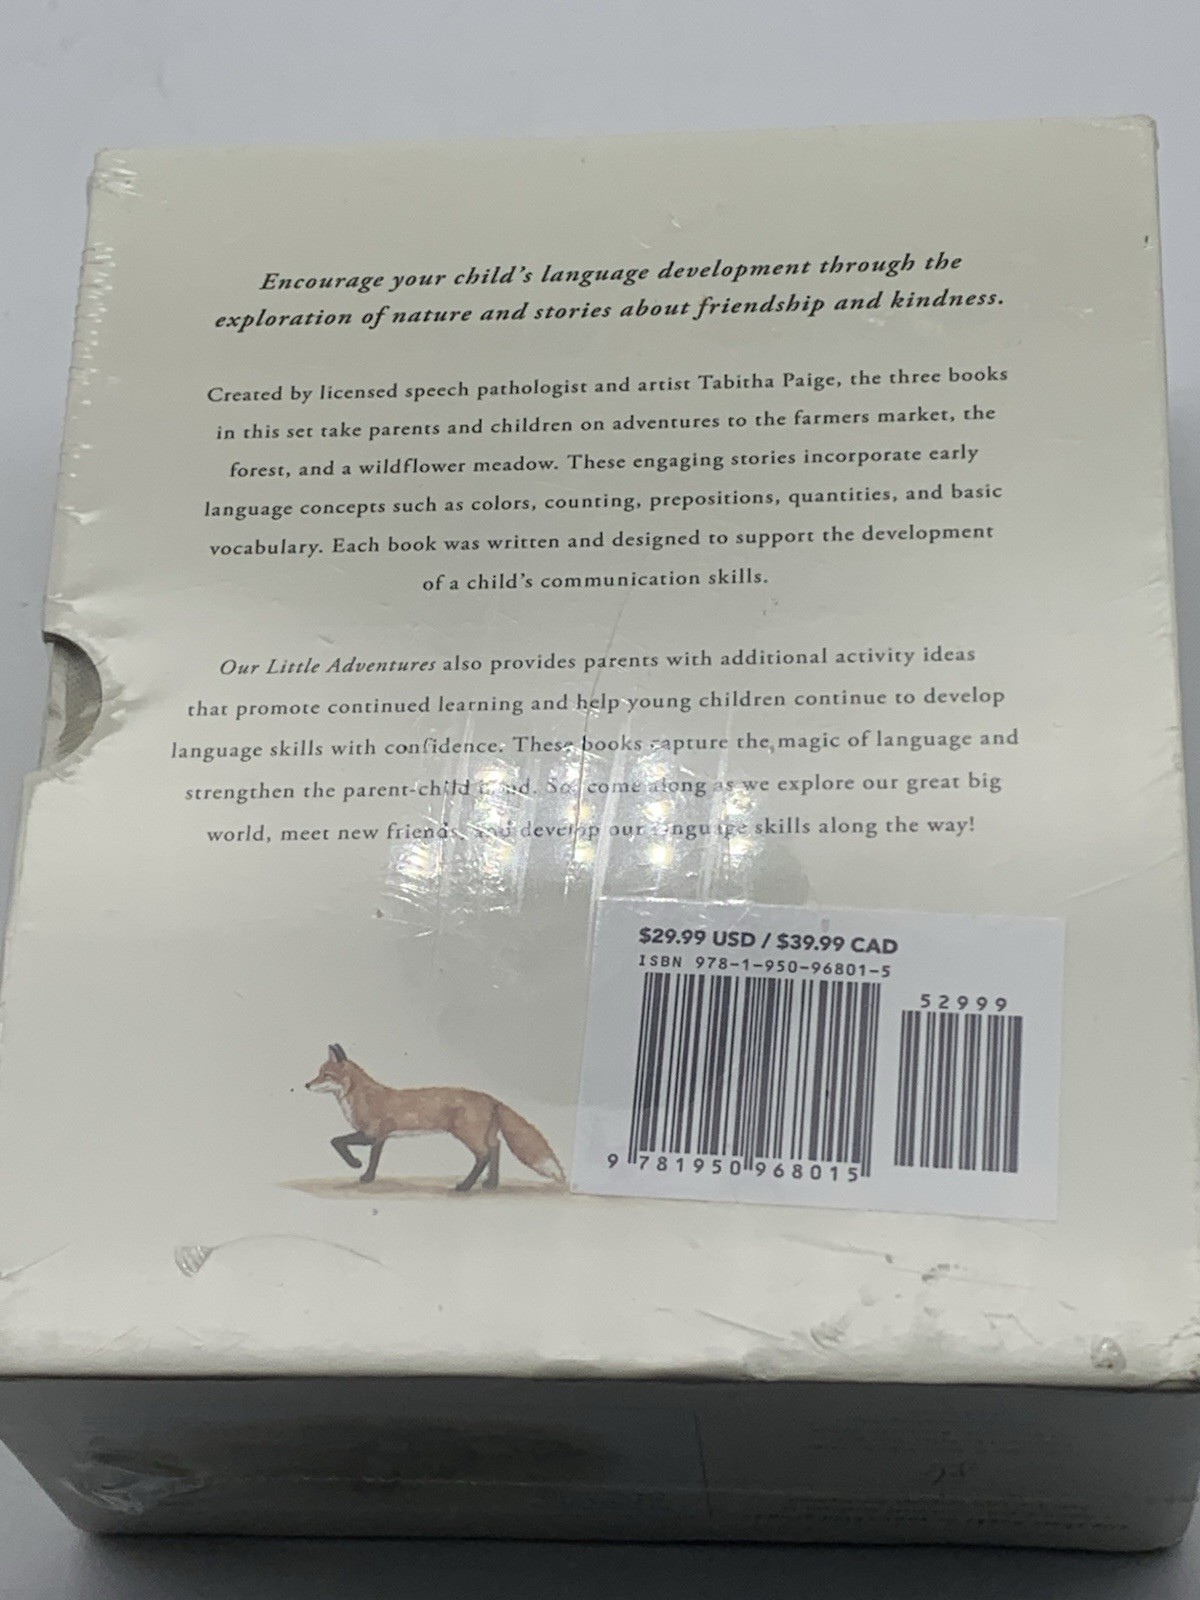 Encourage your child's language development through the
exploration of nature and stories about friendship and kindness.
Created by licensed speech pathologist and artist Tabitha Paige, the three books
in this set take parents and children on adventures to the farmers market, the
forest, and a wildflower meadow. These engaging stories incorporate early
language concepts such as colors, counting, prepositions, quantities, and basic
vocabulary. Each book was written and designed to support the development
of a child's communication skills.
Our Little Adventures also provides parents with additional activity ideas
that promote continued learning and help young children continue to develop
language skills with confidence. These books capture the magic of language and
strengthen the parent-child So, come along as we explore our great big
world, meet new friends, and develop our language skills along the way!
$29.99 USD / $39.99 CAD
ISBN 978-1-950-96801-5
52999
9 781950 968015